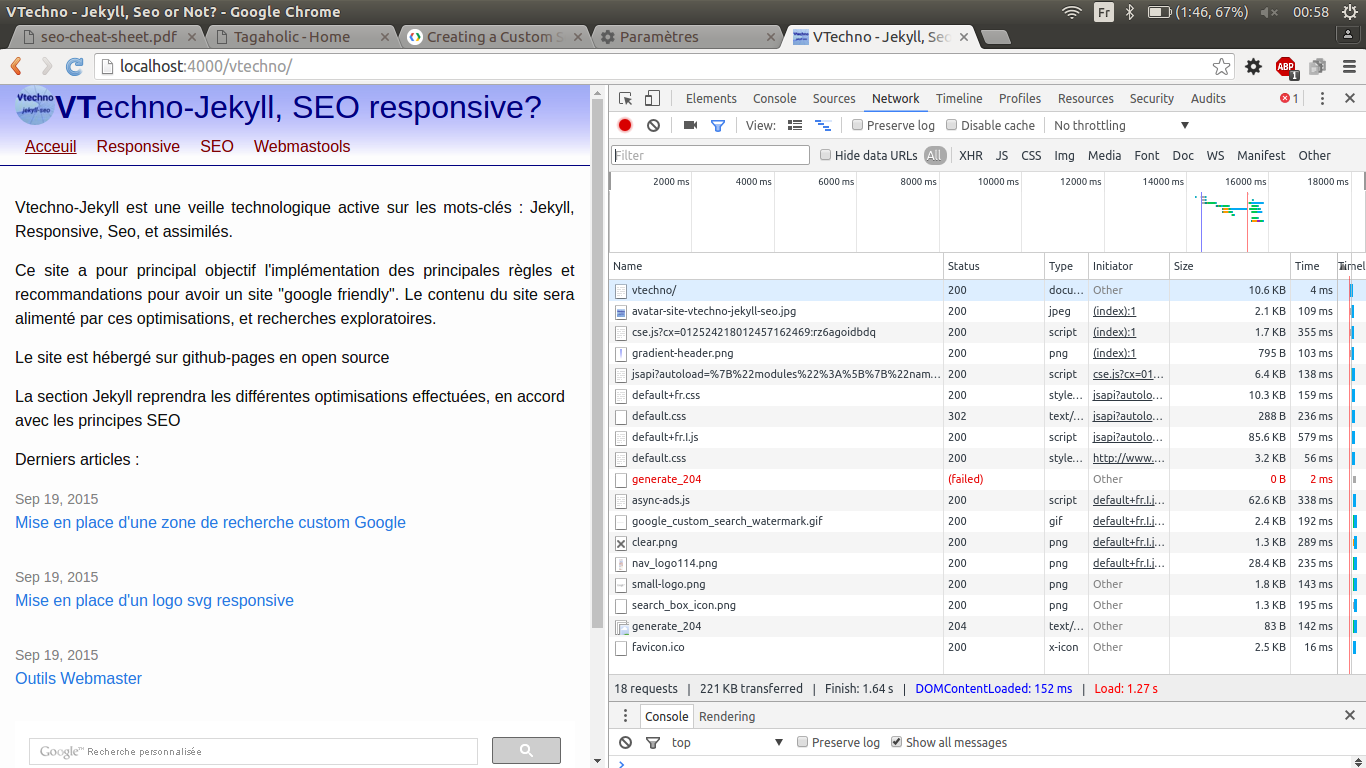 VTechno - Jekyll, Seo or Not? - Google Chrome
Fr
(1:46, 67%)
00:58
seo-cheat-sheet.pdf
Tagaholic - Home
Creating a Custom S
Paramètres
VTechno - Jekyll, Seo
localhost:4000/vtechno/
ABP
1
Vtechno
jekyll-seo
VTechno-Jekyll, SEO responsive?
Acceuil Responsive SEO Webmastools
Vtechno-Jekyll est une veille technologique active sur les mots-clés : Jekyll,
Responsive, Seo, et assimilés.
Ce site a pour principal objectif l'implémentation des principales règles et
recommandations pour avoir un site "google friendly". Le contenu du site sera
alimenté par ces optimisations, et recherches exploratoires.
Le site est hébergé sur github-pages en open source
La section Jekyll reprendra les différentes optimisations effectuées, en accord
avec les principes SEO
Derniers articles :
Sep 19, 2015
Mise en place d'une zone de recherche custom Google
Sep 19, 2015
Mise en place d'un logo svg responsive
Sep 19, 2015
Outils Webmaster
Google™ Recherche personnalisée
Elements Console Sources Network Timeline Profiles Resources Security Audits 1
View: Preserve log Disable cache No throttling
Filter Hide data URLs All XHR JS CSS Img Media Font Doc WS Manifest Other
2000 ms 4000 ms 6000 ms 8000 ms 10000 ms 12000 ms 14000 ms 16000 ms 18000 ms
Name Status Type Initiator Size Time Timel
vtechno/ 200 docu… Other 10.6 KB 4 ms
avatar-site-vtechno-jekyll-seo.jpg 200 jpeg (index):1 2.1 KB 109 ms
cse.js?cx=012524218012457162469:rz6agoidbdq 200 script (index):1 1.7 KB 355 ms
gradient-header.png 200 png (index):1 795 B 103 ms
jsapi?autoload=%7B%22modules%22%3A%5B%7B%22nam… 200 script cse.js?cx=01… 6.4 KB 138 ms
default+fr.css 200 style… jsapi?autolo… 10.3 KB 159 ms
default.css 302 text/… jsapi?autolo… 288 B 236 ms
default+fr.I.js 200 script jsapi?autolo… 85.6 KB 579 ms
default.css 200 style… http://www.… 3.2 KB 56 ms
generate_204 (failed) Other 0 B 2 ms
async-ads.js 200 script default+fr.I.j… 62.6 KB 338 ms
google_custom_search_watermark.gif 200 gif default+fr.I.j… 2.4 KB 192 ms
clear.png 200 png default+fr.I.j… 1.3 KB 289 ms
nav_logo114.png 200 png default+fr.I.j… 28.4 KB 235 ms
small-logo.png 200 png Other 1.8 KB 143 ms
search_box_icon.png 200 png Other 1.3 KB 195 ms
generate_204 204 text/… Other 83 B 142 ms
favicon.ico 200 x-icon Other 2.5 KB 16 ms
18 requests | 221 KB transferred | Finish: 1.64 s | DOMContentLoaded: 152 ms | Load: 1.27 s
Console Rendering
top Preserve log Show all messages